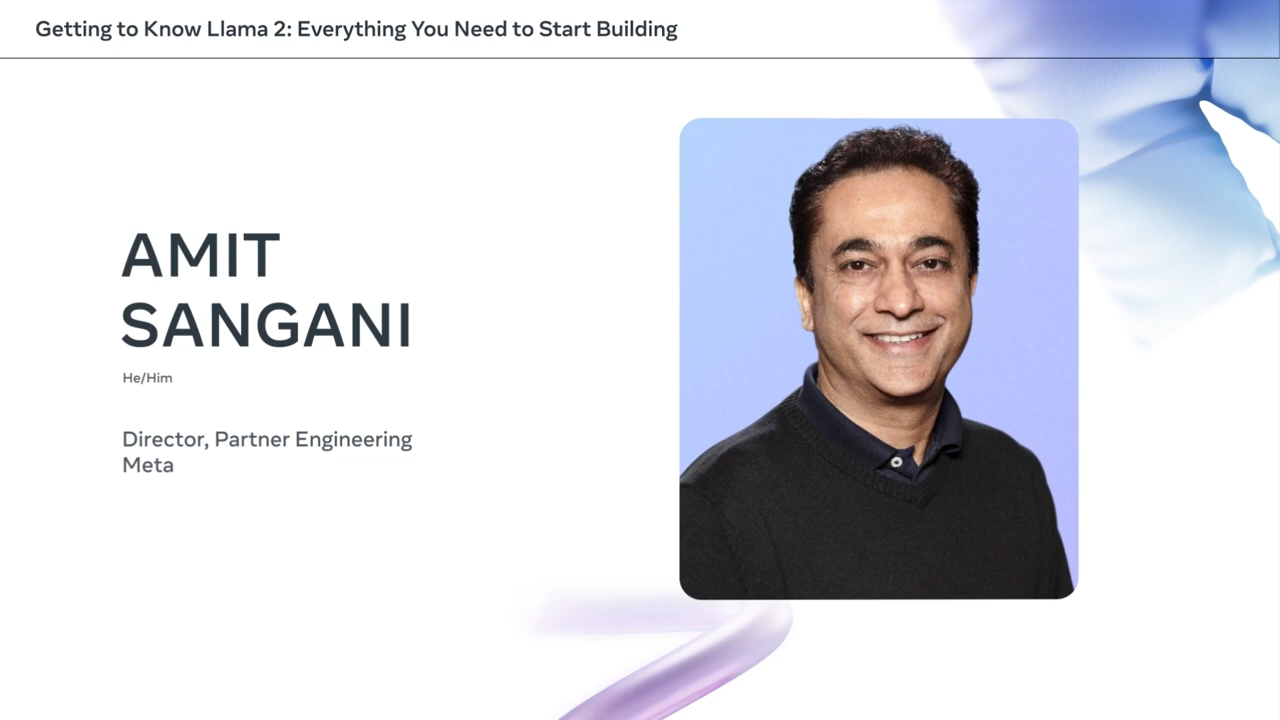 Getting to Know Llama 2: Everything You Need to Start Building
AMIT
SANGANI
He/Him
Director, Partner Engineering
Meta